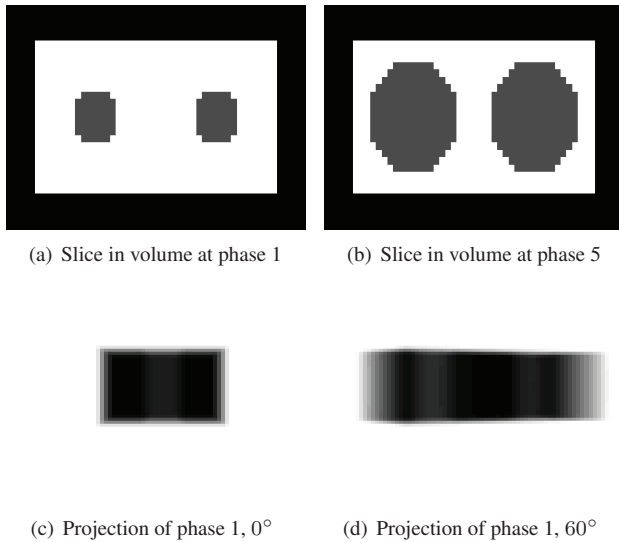 (a) Slice in volume at phase 1
(b) Slice in volume at phase 5
(c) Projection of phase 1, 0°
(d) Projection of phase 1, 60°